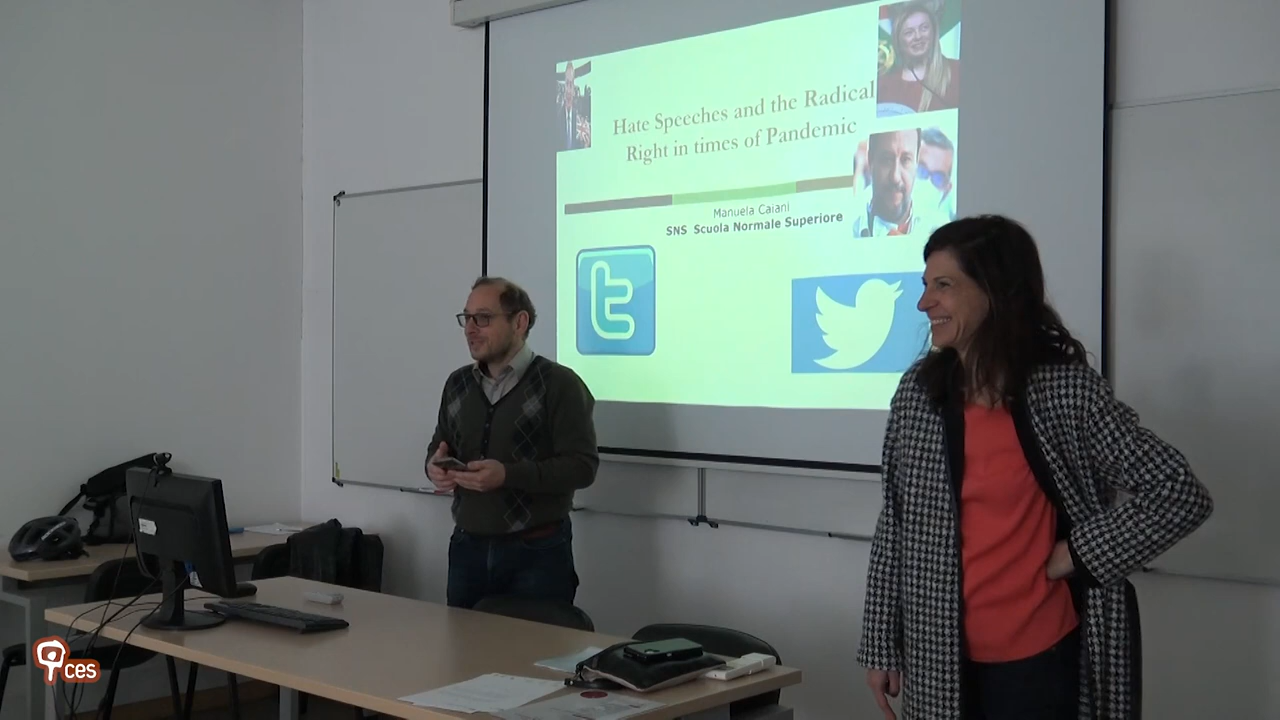 Hate Speeches and the Radical
Right in times of Pandemic
Manuela Caiani
SNS Scuola Normale Superiore
t
ces